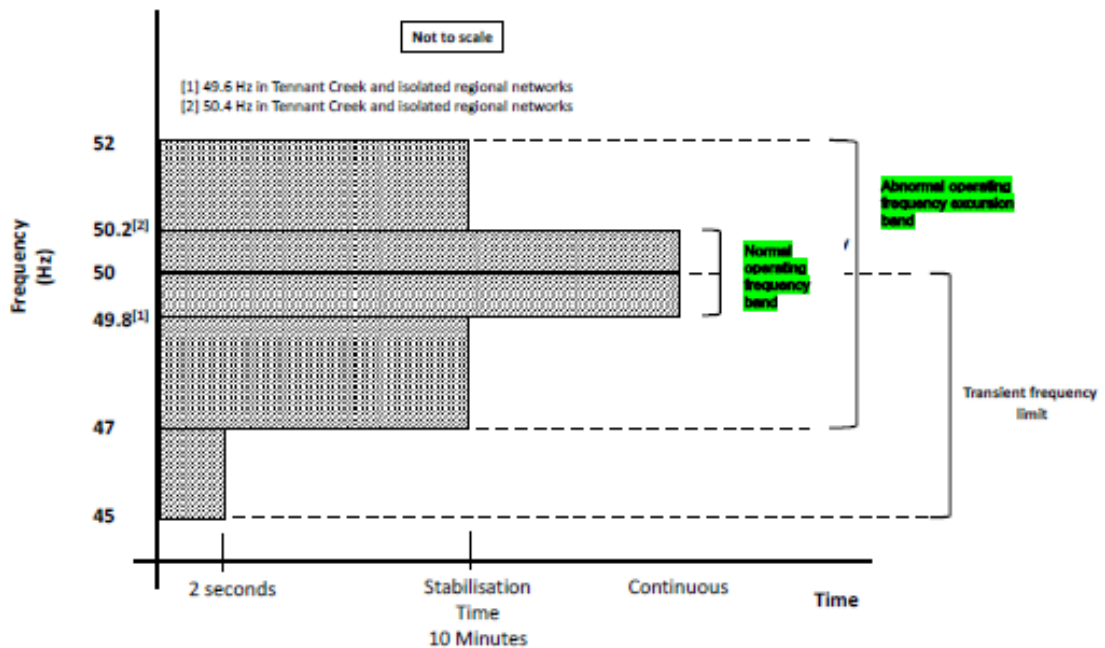 Not to scale
[1] 49.6 Hz in Tennant Creek and isolated regional networks
[2] 50.4 Hz in Tennant Creek and isolated regional networks
52
Abnormal operating
frequency excursion
band
50.2[2]
Normal
operating
frequency
band
Frequency
(Hz)
50
49.8[1]
Transient frequency
limit
47
45
2 seconds
Stabilisation
Time
10 Minutes
Continuous
Time